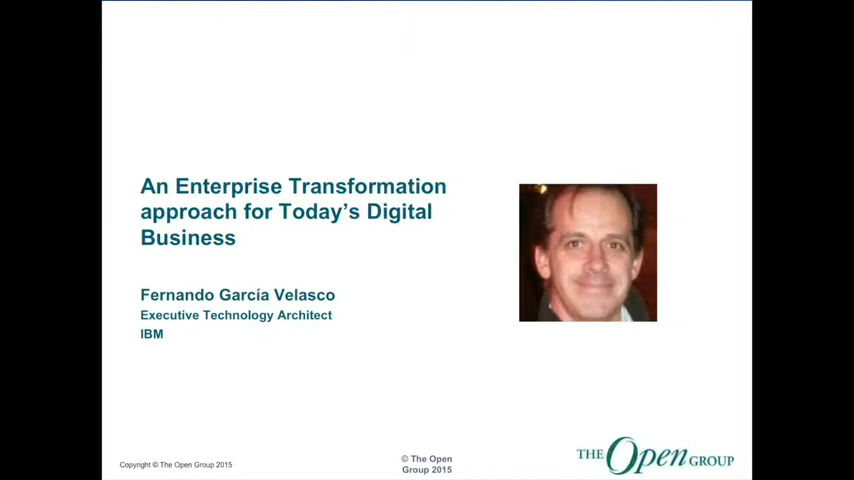 An Enterprise Transformation
approach for Today's Digital
Business
Fernando García Velasco
Executive Technology Architect
IBM
Copyright © The Open Group 2015
© The Open
Group 2015
THE Open GROUP